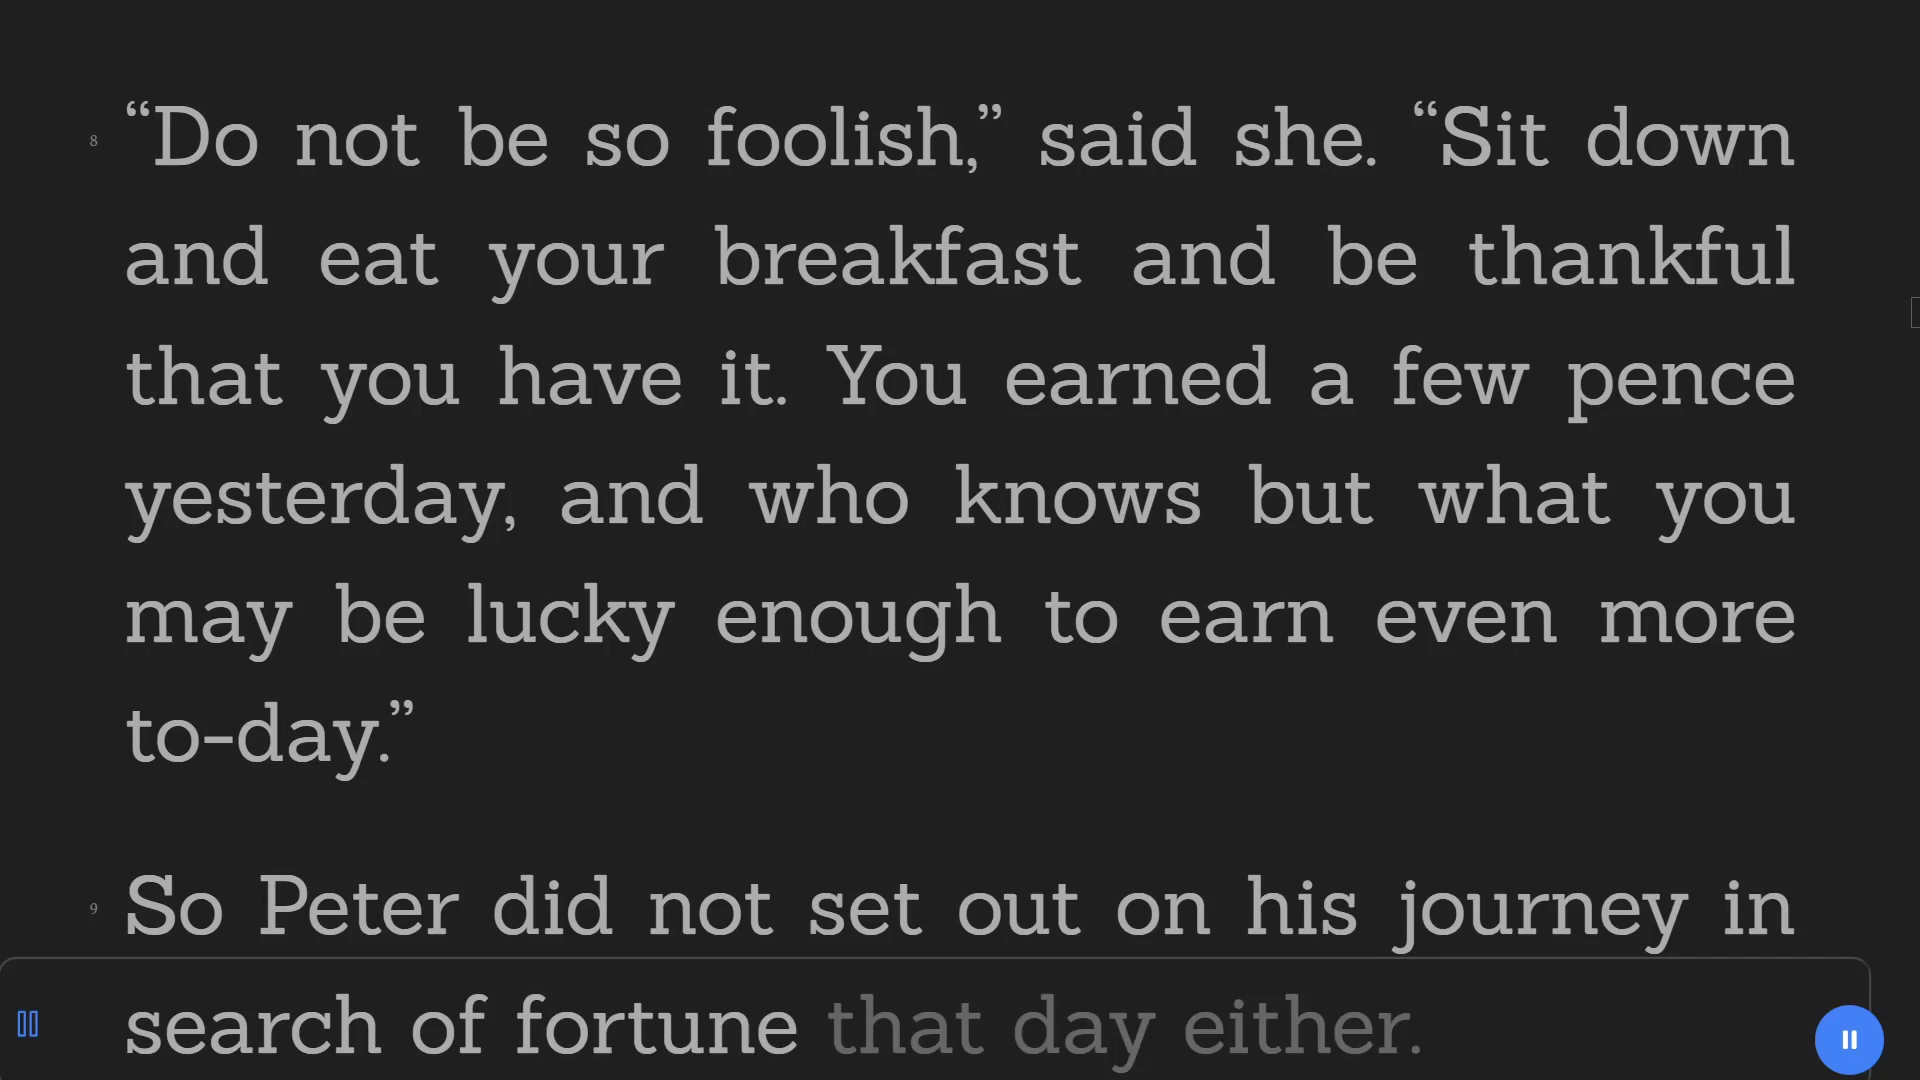 8 “Do not be so foolish,” said she. “Sit down
and eat your breakfast and be thankful
that you have it. You earned a few pence
yesterday, and who knows but what you
may be lucky enough to earn even more
to-day.”
9 So Peter did not set out on his journey in
search of fortune that day either.